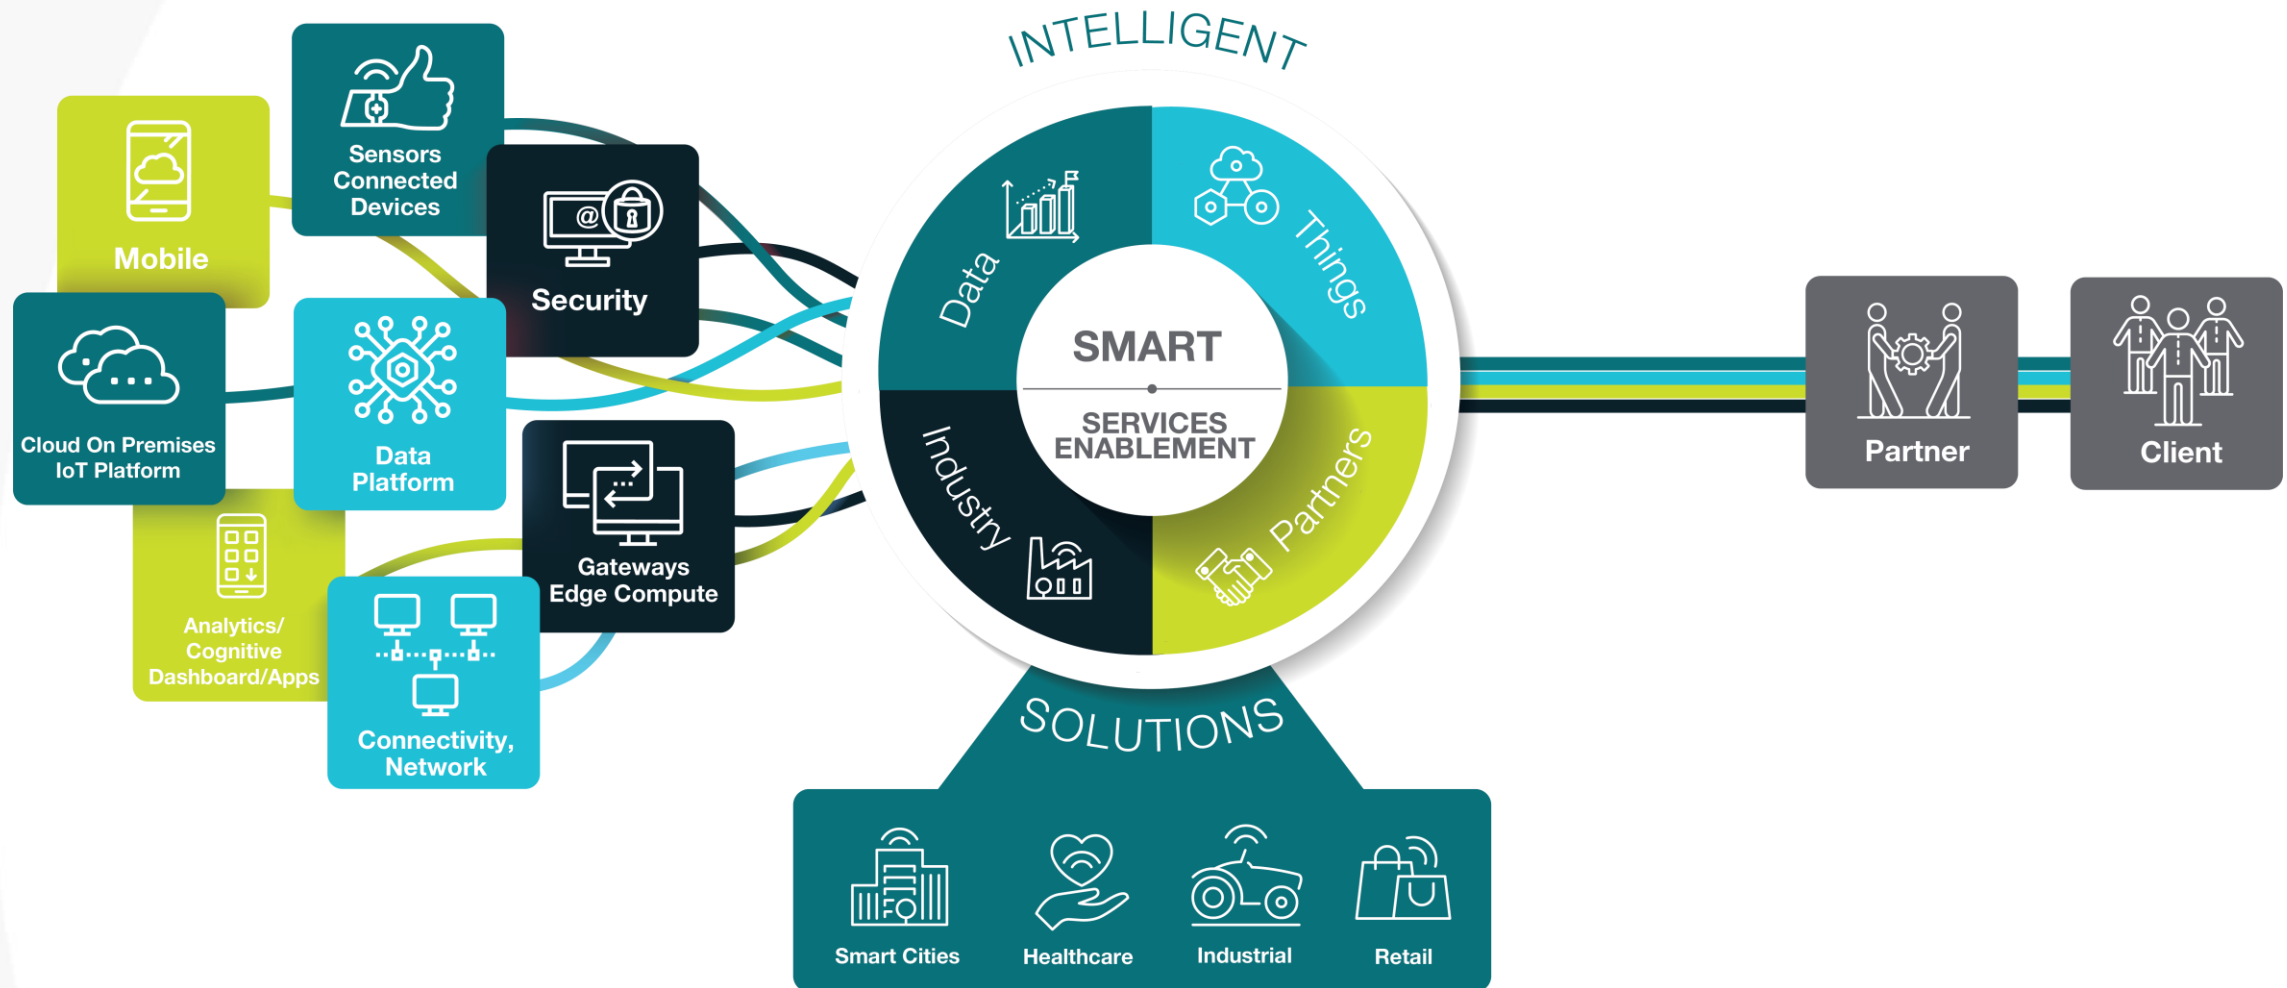 INTELLIGENT
Sensors
Connected
Devices
Mobile
@
Security
Cloud On Premises
IoT Platform
Data
Platform
Gateways
Edge Compute
Analytics/
Cognitive
Dashboard/Apps
Connectivity,
Network
Data
Things
Industry
Partners
SMART
SERVICES
ENABLEMENT
Partner
Client
SOLUTIONS
Smart Cities
Healthcare
Industrial
Retail